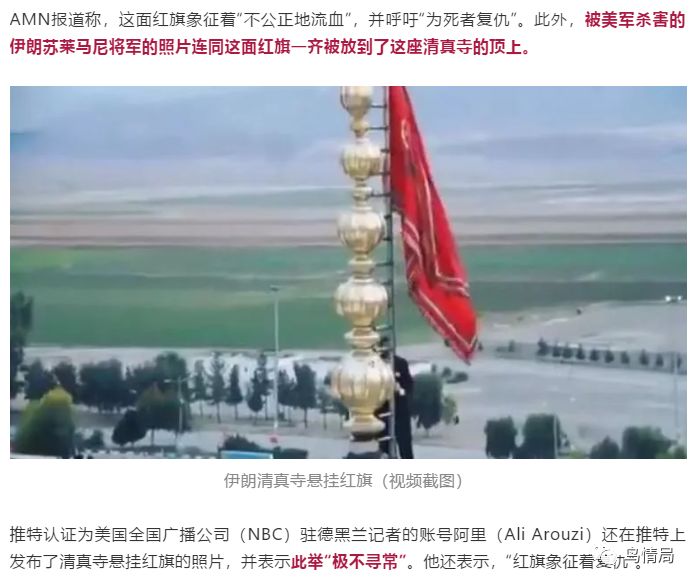 AMN报道称，这面红旗象征着“不公正地流血”，并呼吁“为死者复仇”。此外，被美军杀害的
伊朗苏莱马尼将军的照片连同这面红旗一齐被放到了这座清真寺的顶上。
伊朗清真寺悬挂红旗（视频截图）
推特认证为美国全国广播公司（NBC）驻德黑兰记者的账号阿里（Ali Arouzi）还在推特上
发布了清真寺悬挂红旗的照片，并表示此举“极不寻常”。他还表示，“红旗象征着复仇”。
岛情局